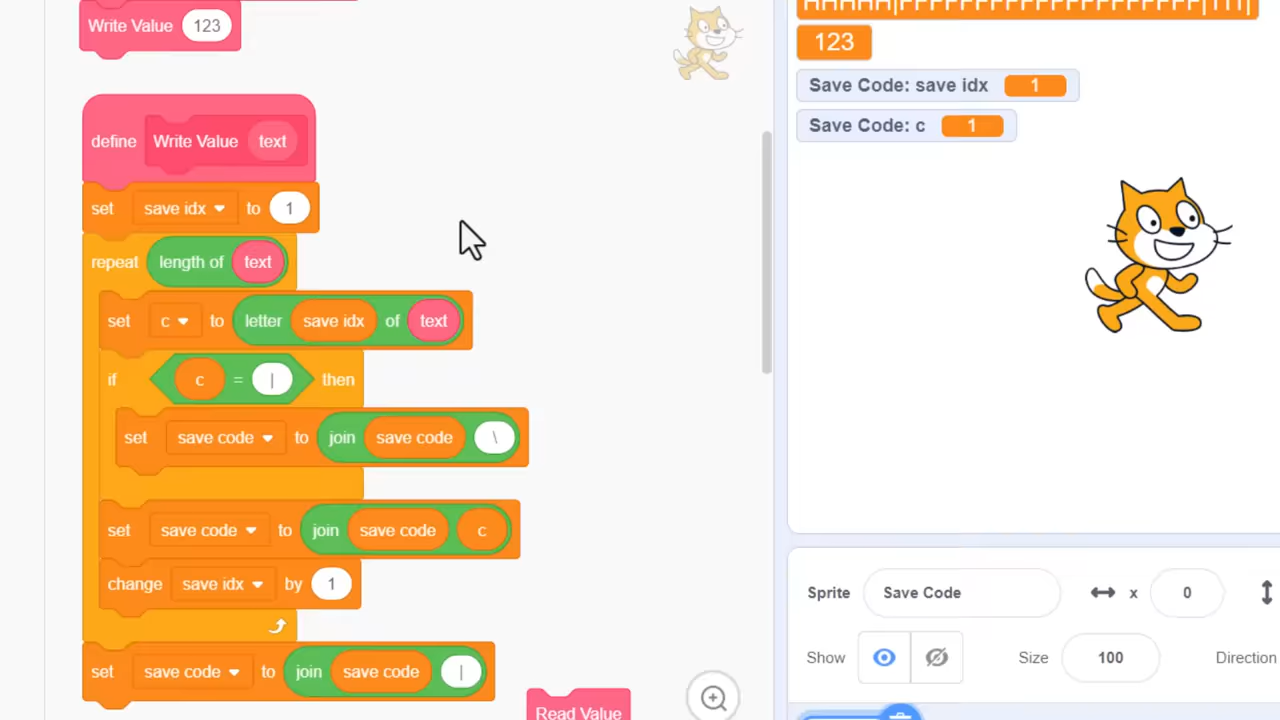 Write Value 123
define Write Value text
set save idx to 1
repeat length of text
set c to letter save idx of text
if c = | then
set save code to join save code \
set save code to join save code c
change save idx by 1
set save code to join save code |
Read Value
123
Save Code: save idx 1
Save Code: c 1
Sprite Save Code x 0
Show Size 100 Direction